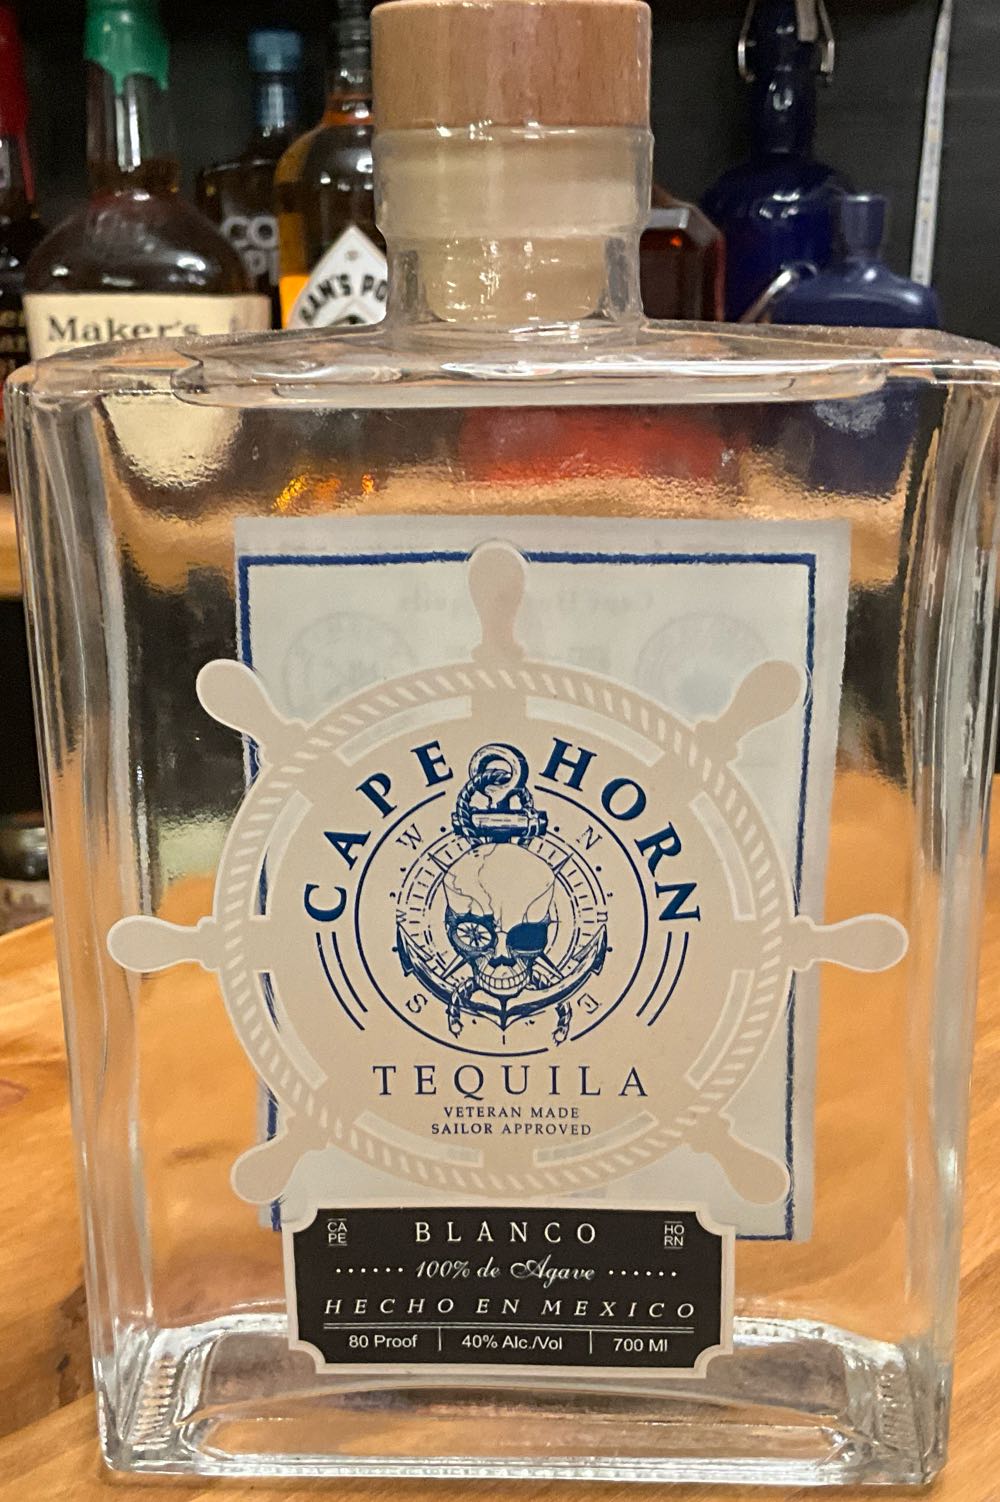 Maker's
CAPE HORN
W N
S E
TEQUILA
VETERAN MADE
SAILOR APPROVED
CA
PE
BLANCO
HO
RN
100% de Agave
HECHO EN MEXICO
80 Proof | 40% Alc./Vol | 700 Ml